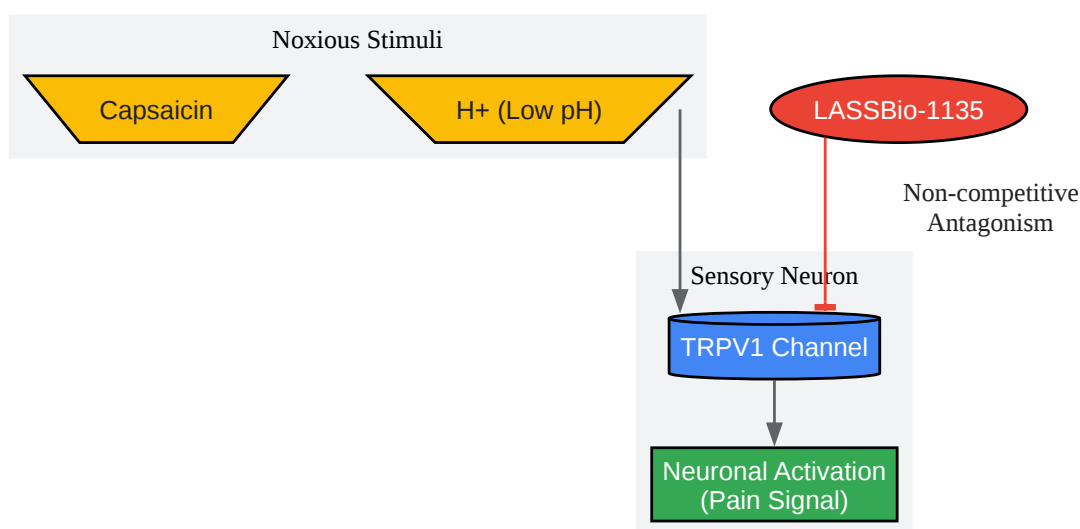 Noxious Stimuli
Capsaicin
H+ (Low pH)
LASSBio-1135
Non-competitive
Antagonism
Sensory Neuron
TRPV1 Channel
Neuronal Activation
(Pain Signal)